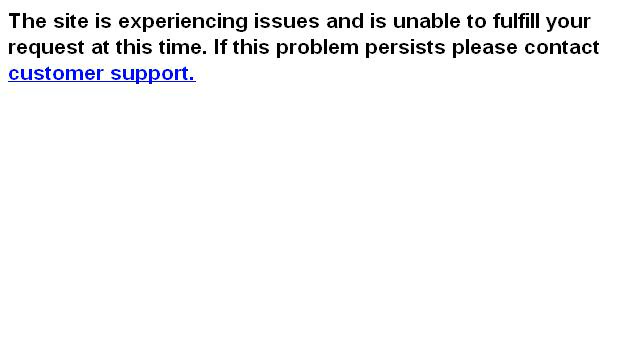 The site is experiencing issues and is unable to fulfill your
request at this time. If this problem persists please contact
customer support.